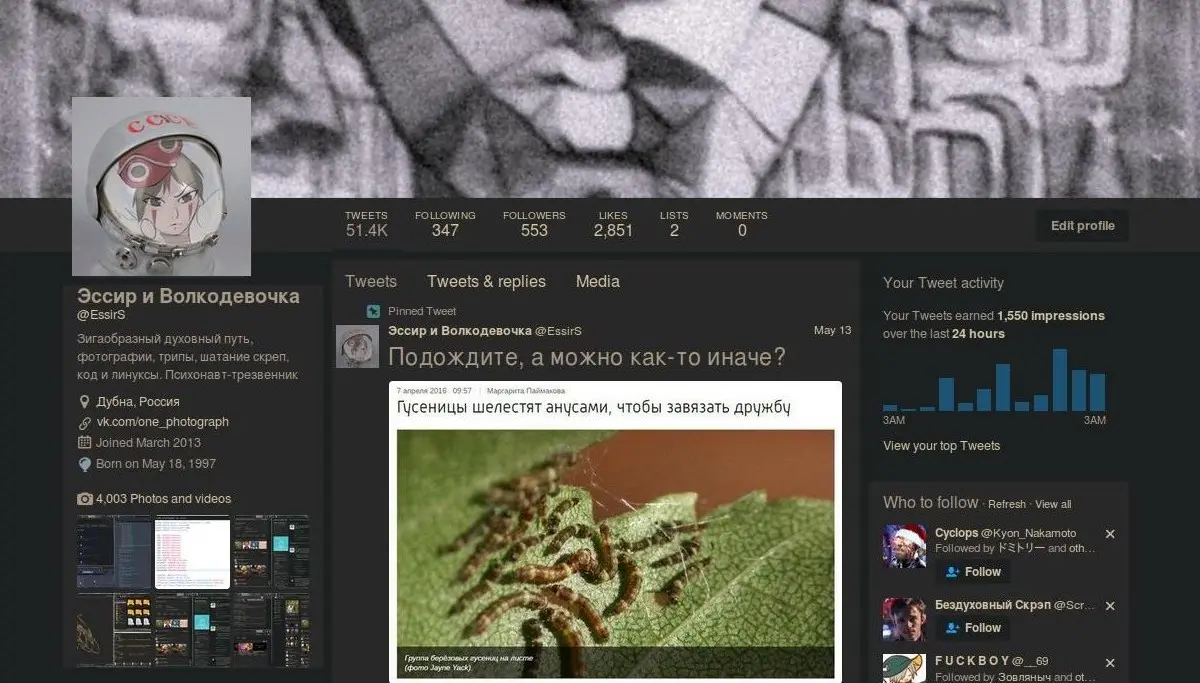 СССР
TWEETS FOLLOWING FOLLOWERS LIKES LISTS MOMENTS
51.4K 347 553 2,851 2 0
Edit profile
Эссир и Волкодевочка
@EssirS
Зигаобразный духовный путь,
фотографии, трипы, шатание скреп,
код и линуксы. Психонавт-трезвенник
Дубна, Россия
vk.com/one_photograph
Joined March 2013
Born on May 18, 1997
4,003 Photos and videos
Tweets Tweets & replies Media
Pinned Tweet
Эссир и Волкодевочка @EssirS May 13
Подождите, а можно как-то иначе?
7 апреля 2016 09:57 | Маргарита Паймакова
Гусеницы шелестят анусами, чтобы завязать дружбу
Группа берёзовых гусениц на листе
(фото Jayne Yack).
Your Tweet activity
Your Tweets earned 1,550 impressions
over the last 24 hours
3AM 3AM
View your top Tweets
Who to follow · Refresh · View all
Cyclops @Kyon_Nakamoto
Followed by ドミトリー and oth...
Follow
Бездуховный Скрэп @Scr...
Follow
F U C K B O Y @__69
Followed by Зовляныч and ot...